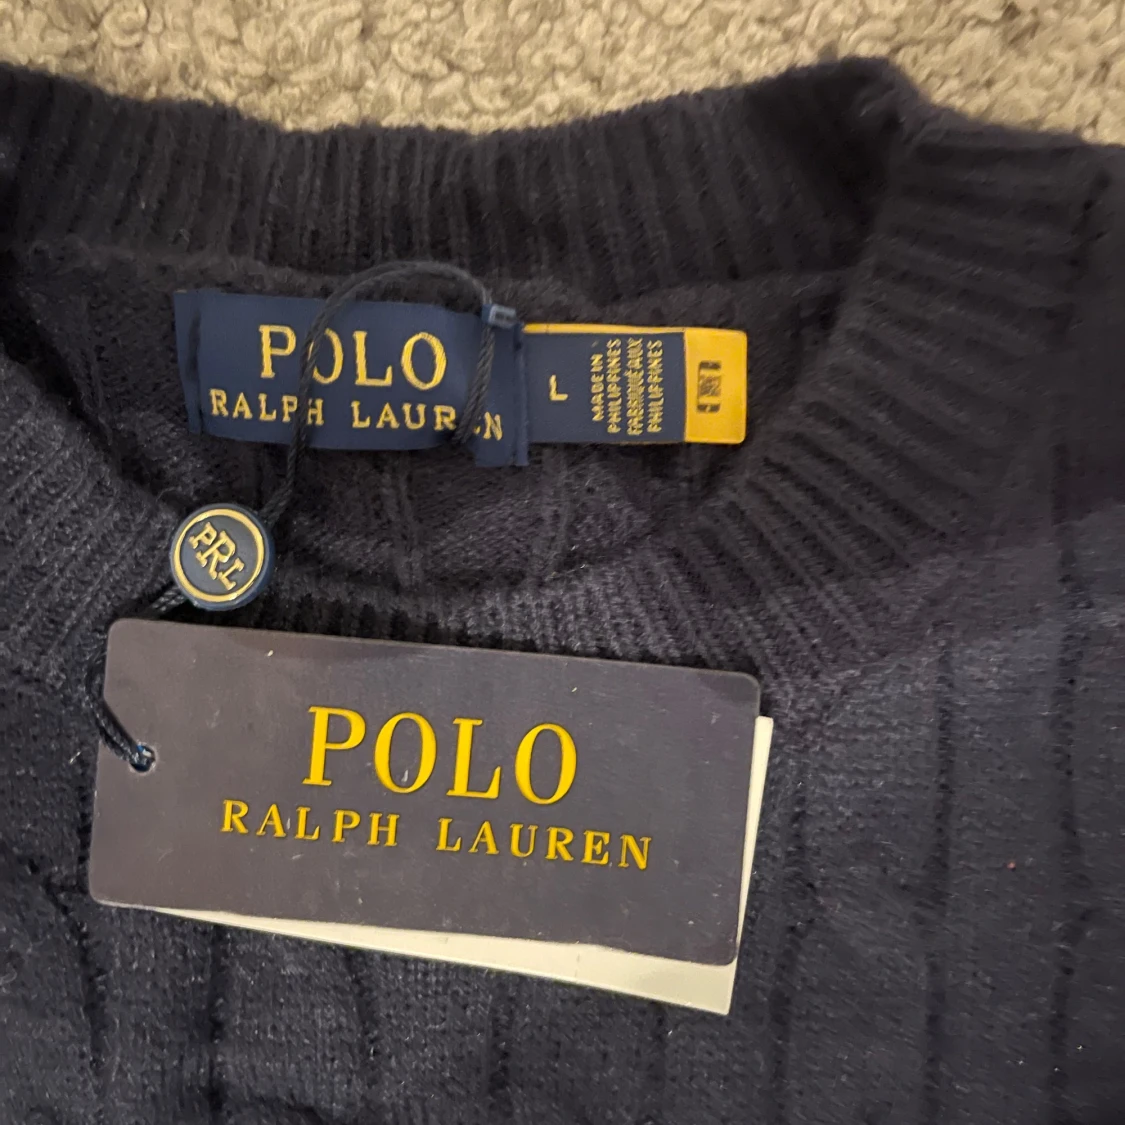 POLO
RALPH LAUREN
L
MADE IN
PHILIPPINES
FABRIQUÉ AUX
PHILIPPINES
PRL
POLO
RALPH LAUREN